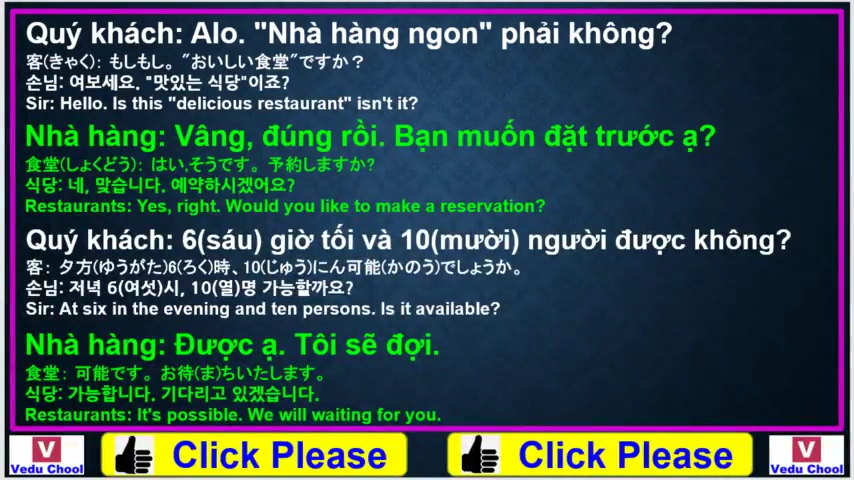 Quý khách: Alo. "Nhà hàng ngon" phải không?
客(きゃく): もしもし。 "おいしい食堂"ですか？
손님: 여보세요. "맛있는 식당"이죠?
Sir: Hello. Is this "delicious restaurant" isn't it?
Nhà hàng: Vâng, đúng rồi. Bạn muốn đặt trước ạ?
食堂(しょくどう): はい,そうです。 予約しますか?
식당: 네, 맞습니다. 예약하시겠어요?
Restaurants: Yes, right. Would you like to make a reservation?
Quý khách: 6(sáu) giờ tối và 10(mười) người được không?
客: 夕方(ゆうがた)6(ろく)時、10(じゅう)にん可能(かのう)でしょうか。
손님: 저녁 6(여섯)시, 10(열)명 가능할까요?
Sir: At six in the evening and ten persons. Is it available?
Nhà hàng: Được ạ. Tôi sẽ đợi.
食堂: 可能です。 お待(ま)ちいたします。
식당: 가능합니다. 기다리고 있겠습니다.
Restaurants: It's possible. We will waiting for you.
V
Vedu Chool
Click Please
Click Please
V
Vedu Chool